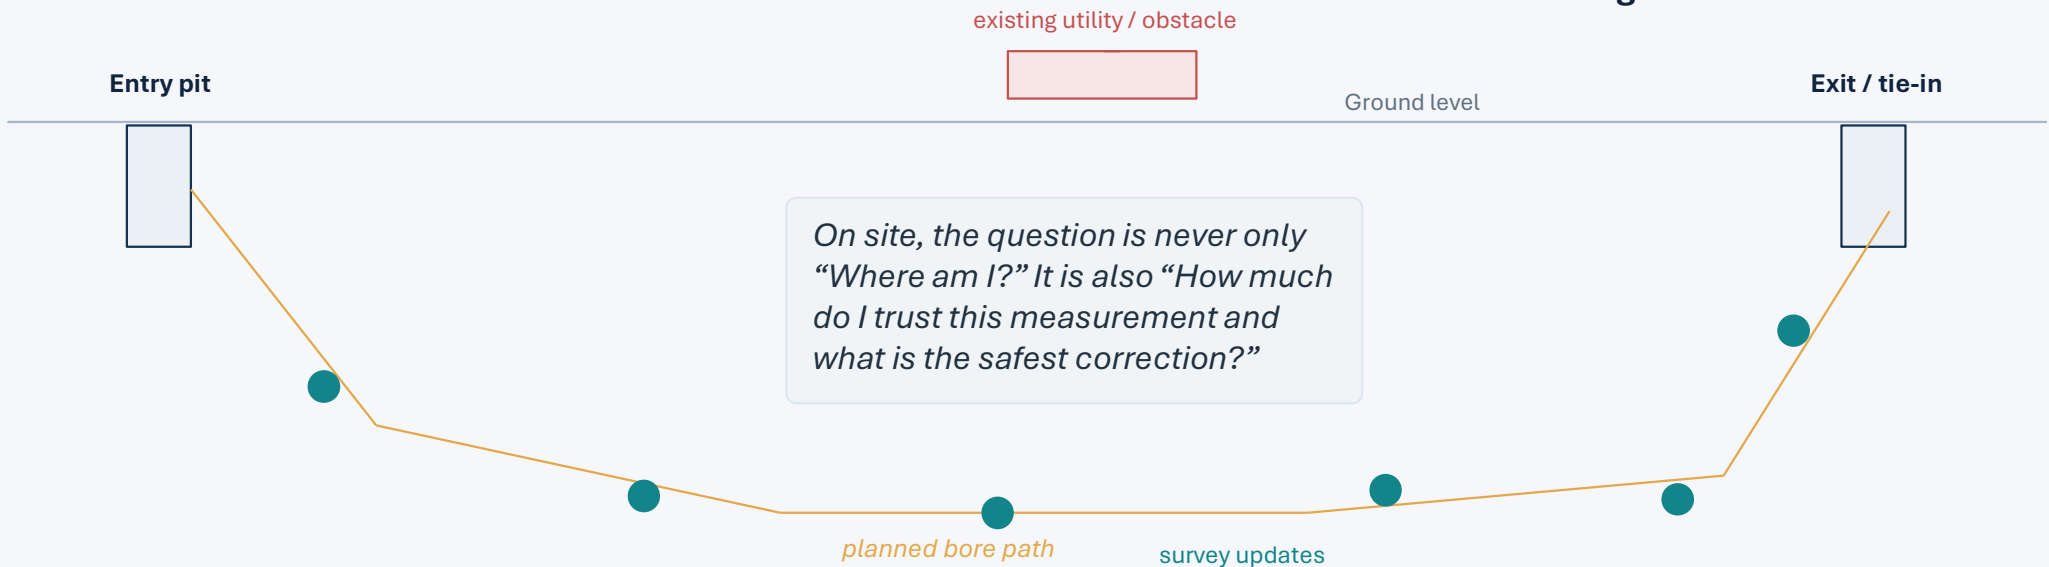 existing utility / obstacle
Entry pit
Exit / tie-in
Ground level
On site, the question is never only
“Where am I?” It is also “How much
do I trust this measurement and
what is the safest correction?”
planned bore path
survey updates